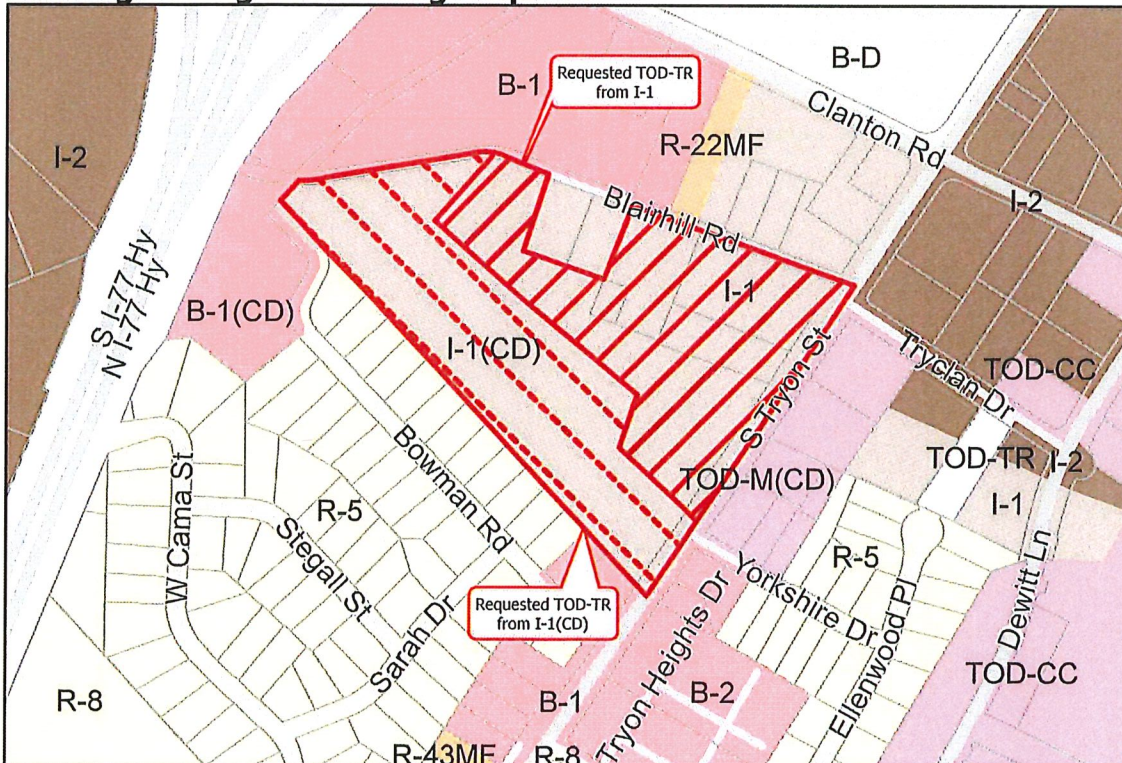 B-D
B-1
Requested TOD-TR
from I-1
Clanton Rd
R-22MF
I-2
I-2
Blairhill Rd
I-1
S I-77 Hy
N I-77 Hy
B-1(CD)
I-1(CD)
S Tryon St
Tryclan Dr
TOD-CC
Bowman Rd
TOD-M(CD)
TOD-TR
I-2
I-1
W Cama St
R-5
Stegall St
R-5
Yorkshire Dr
Requested TOD-TR
from I-1(CD)
Sarah Dr
Tryon Heights Dr
Ellenwood Pl
Dewitt Ln
TOD-CC
R-8
B-1
B-2
R-43MF
R-8